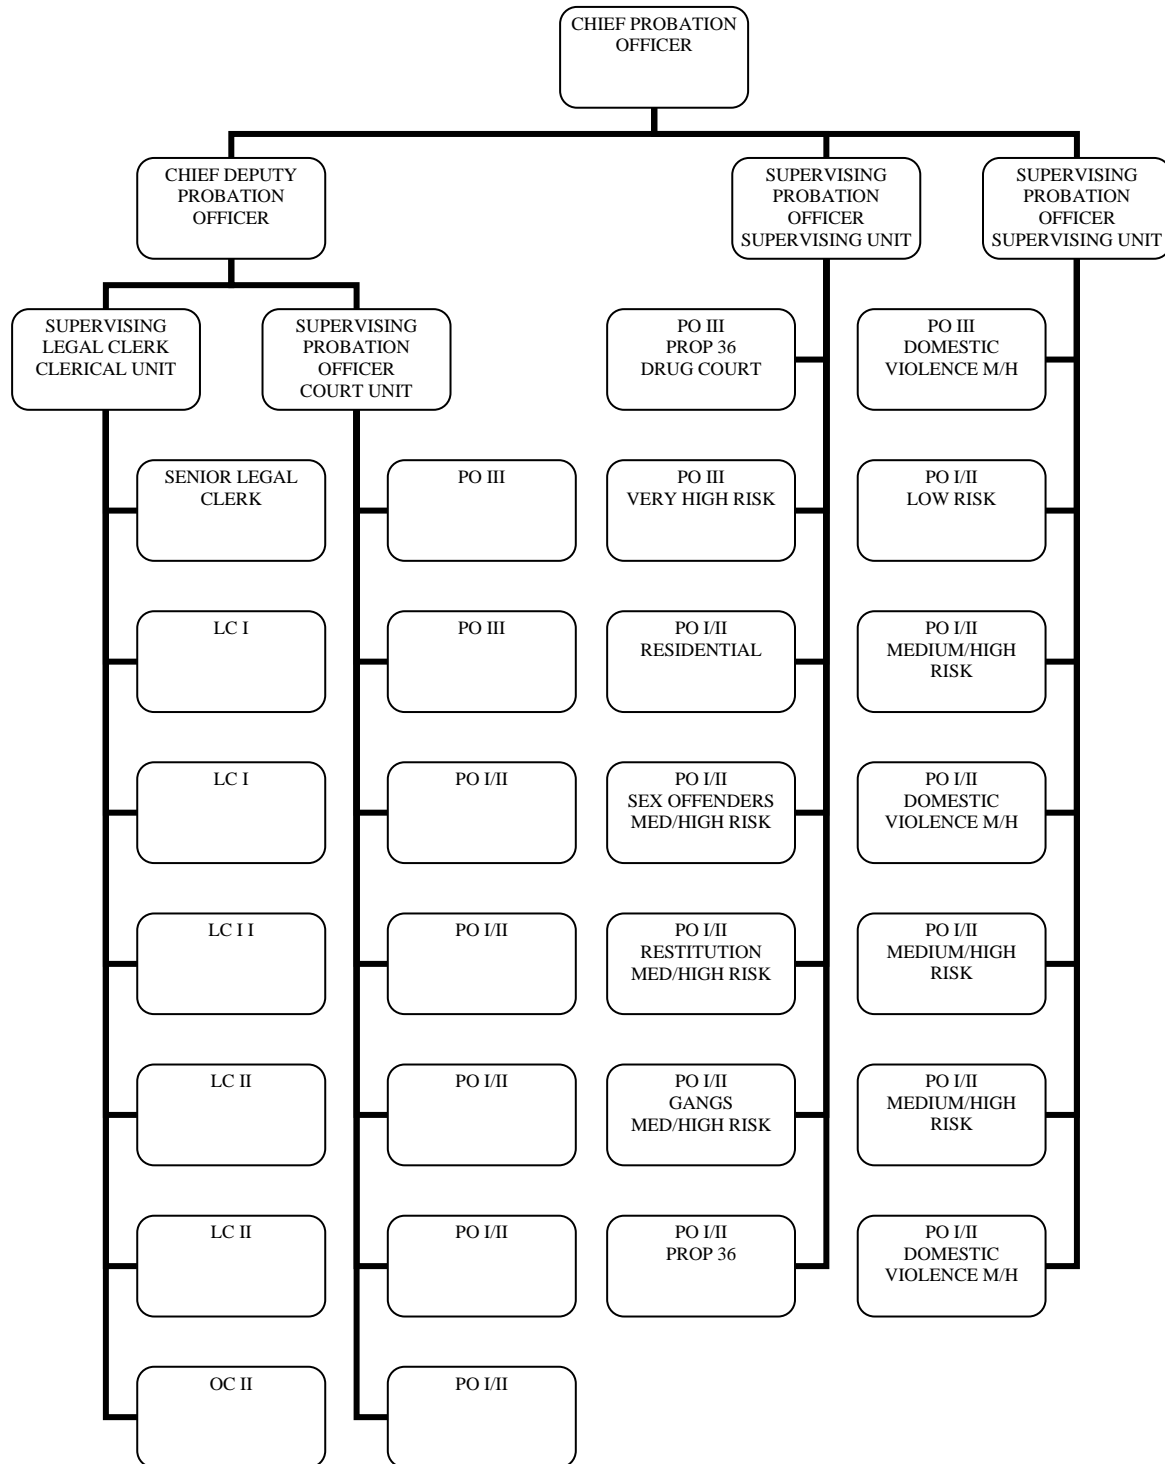 CHIEF PROBATION
OFFICER
CHIEF DEPUTY
PROBATION
OFFICER
SUPERVISING
PROBATION
OFFICER
SUPERVISING UNIT
SUPERVISING
PROBATION
OFFICER
SUPERVISING UNIT
SUPERVISING
LEGAL CLERK
CLERICAL UNIT
SUPERVISING
PROBATION
OFFICER
COURT UNIT
PO III
PROP 36
DRUG COURT
PO III
DOMESTIC
VIOLENCE M/H
SENIOR LEGAL
CLERK
PO III
PO III
VERY HIGH RISK
PO I/II
LOW RISK
LC I
PO III
PO I/II
RESIDENTIAL
PO I/II
MEDIUM/HIGH
RISK
LC I
PO I/II
PO I/II
SEX OFFENDERS
MED/HIGH RISK
PO I/II
DOMESTIC
VIOLENCE M/H
LC I I
PO I/II
PO I/II
RESTITUTION
MED/HIGH RISK
PO I/II
MEDIUM/HIGH
RISK
LC II
PO I/II
PO I/II
GANGS
MED/HIGH RISK
PO I/II
MEDIUM/HIGH
RISK
LC II
PO I/II
PO I/II
PROP 36
PO I/II
DOMESTIC
VIOLENCE M/H
OC II
PO I/II